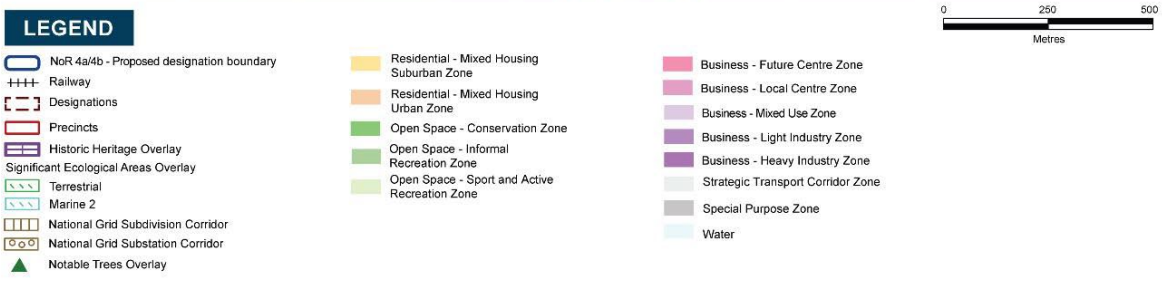 LEGEND
NoR 4a/4b - Proposed designation boundary
Railway
Designations
Precincts
Historic Heritage Overlay
Significant Ecological Areas Overlay
Terrestrial
Marine 2
National Grid Subdivision Corridor
National Grid Substation Corridor
Notable Trees Overlay
Residential - Mixed Housing
Suburban Zone
Residential - Mixed Housing
Urban Zone
Open Space - Conservation Zone
Open Space - Informal
Recreation Zone
Open Space - Sport and Active
Recreation Zone
Business - Future Centre Zone
Business - Local Centre Zone
Business - Mixed Use Zone
Business - Light Industry Zone
Business - Heavy Industry Zone
Strategic Transport Corridor Zone
Special Purpose Zone
Water
0 250 500
Metres